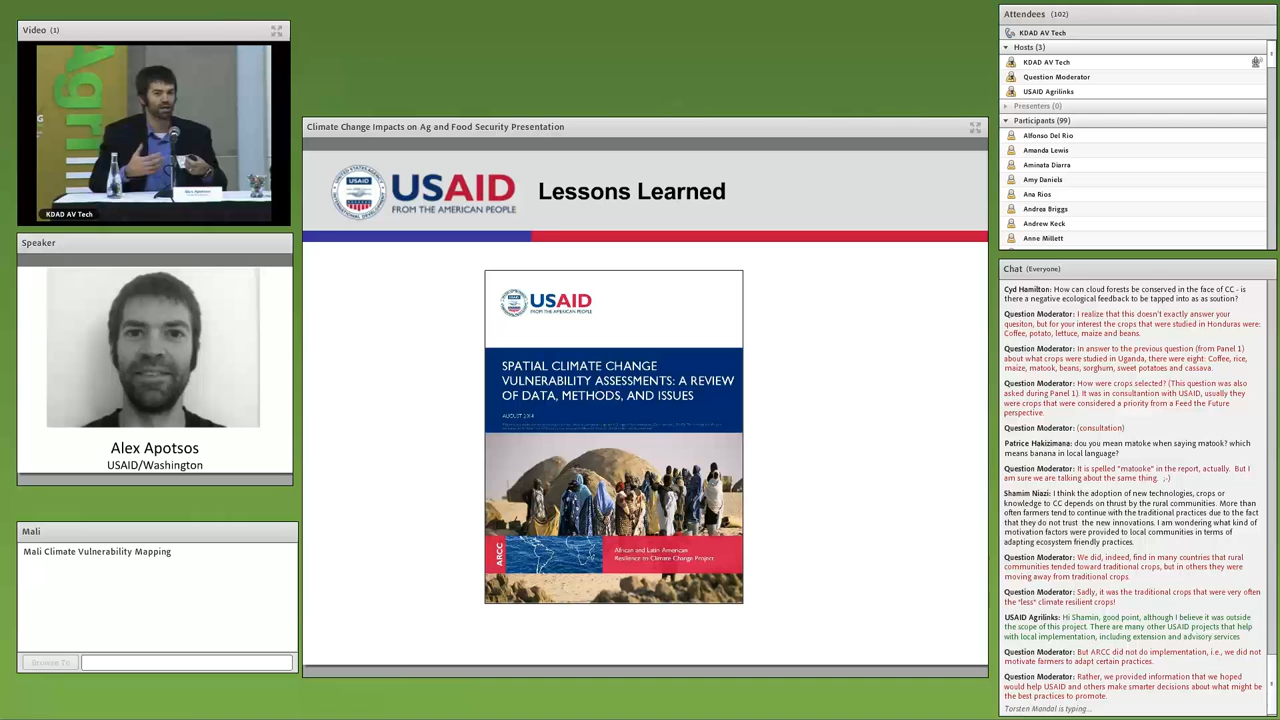 Video (1)
Agril
G
KDAD AV Tech
Speaker
Alex Apotsos
USAID/Washington
Mali
Mali Climate Vulnerability Mapping
Browse To
Climate Change Impacts on Ag and Food Security Presentation
USAID
FROM THE AMERICAN PEOPLE
Lessons Learned
USAID
FROM THE AMERICAN PEOPLE
SPATIAL CLIMATE CHANGE
VULNERABILITY ASSESSMENTS: A REVIEW
OF DATA, METHODS, AND ISSUES
AUGUST 2014
ARCC
African and Latin American
Resilience to Climate Change Project
Attendees (102)
KDAD AV Tech
Hosts (3)
KDAD AV Tech
Question Moderator
USAID Agrilinks
Presenters (0)
Participants (99)
Alfonso Del Rio
Amanda Lewis
Aminata Diarra
Amy Daniels
Ana Rios
Andrea Briggs
Andrew Keck
Anne Millett
Chat (Everyone)
Cyd Hamilton: How can cloud forests be conserved in the face of CC - is
there a negative ecological feedback to be tapped into as as soution?
Question Moderator: I realize that this doesn't exactly answer your
quesiton, but for your interest the crops that were studied in Honduras were:
Coffee, potato, lettuce, maize and beans.
Question Moderator: In answer to the previous question (from Panel 1)
about what crops were studied in Uganda, there were eight: Coffee, rice,
maize, matook, beans, sorghum, sweet potatoes and cassava.
Question Moderator: How were crops selected? (This question was also
asked during Panel 1). It was in consultantion with USAID, usually they
were crops that were considered a priority from a Feed the Future
perspective.
Question Moderator: (consultation)
Patrice Hakizimana: dou you mean matoke when saying matook? which
means banana in local language?
Question Moderator: It is spelled "matooke" in the report, actually. But I
am sure we are talking about the same thing. ;-)
Shamim Niazi: I think the adoption of new technologies, crops or
knowledge to CC depends on thrust by the rural communities. More than
often farmers tend to continue with the traditional practices due to the fact
that they do not trust the new innovations. I am wondering what kind of
motivation factors were provided to local communities in terms of
adapting ecosystem friendly practices.
Question Moderator: We did, indeed, find in many countries that rural
communities tended toward traditional crops, but in others they were
moving away from traditional crops.
Question Moderator: Sadly, it was the traditional crops that were very often
the "less" climate resilient crops!
USAID Agrilinks: Hi Shamin, good point, although I believe it was outside
the scope of this project. There are many other USAID projects that help
with local implementation, including extension and advisory services
Question Moderator: But ARCC did not do implementation, i.e., we did not
motivate farmers to adapt certain practices.
Question Moderator: Rather, we provided information that we hoped
would help USAID and others make smarter decisions about what might be
the best practices to promote.
Torsten Mandal is typing...